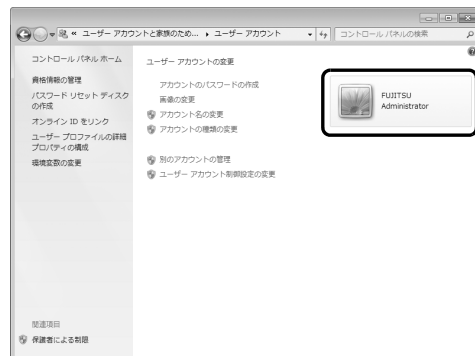 « ユーザー アカウントと家族のため... ▸ ユーザー アカウント
コントロール パネルの検索
コントロール パネル ホーム
資格情報の管理
パスワード リセット ディスク
の作成
オンライン ID をリンク
ユーザー プロファイルの詳細
プロパティの構成
環境変数の変更
関連項目
保護者による制限
ユーザー アカウントの変更
アカウントのパスワードの作成
画像の変更
アカウント名の変更
アカウントの種類の変更
別のアカウントの管理
ユーザー アカウント制御設定の変更
FUJITSU
Administrator